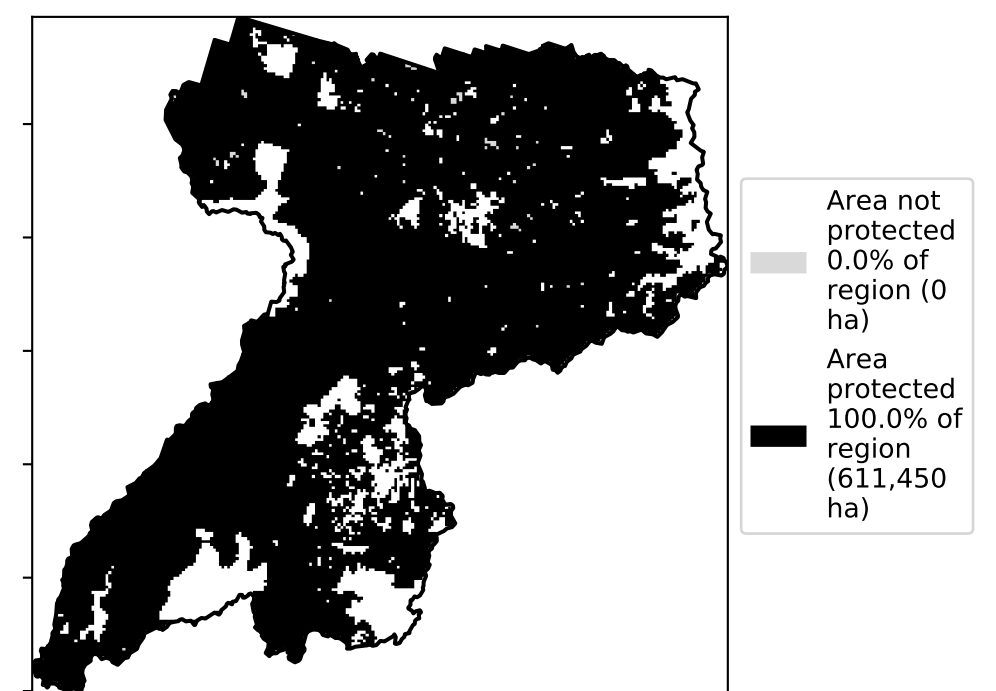 Area not
protected
0.0% of
region (0
ha)
Area
protected
100.0% of
region
(611,450
ha)